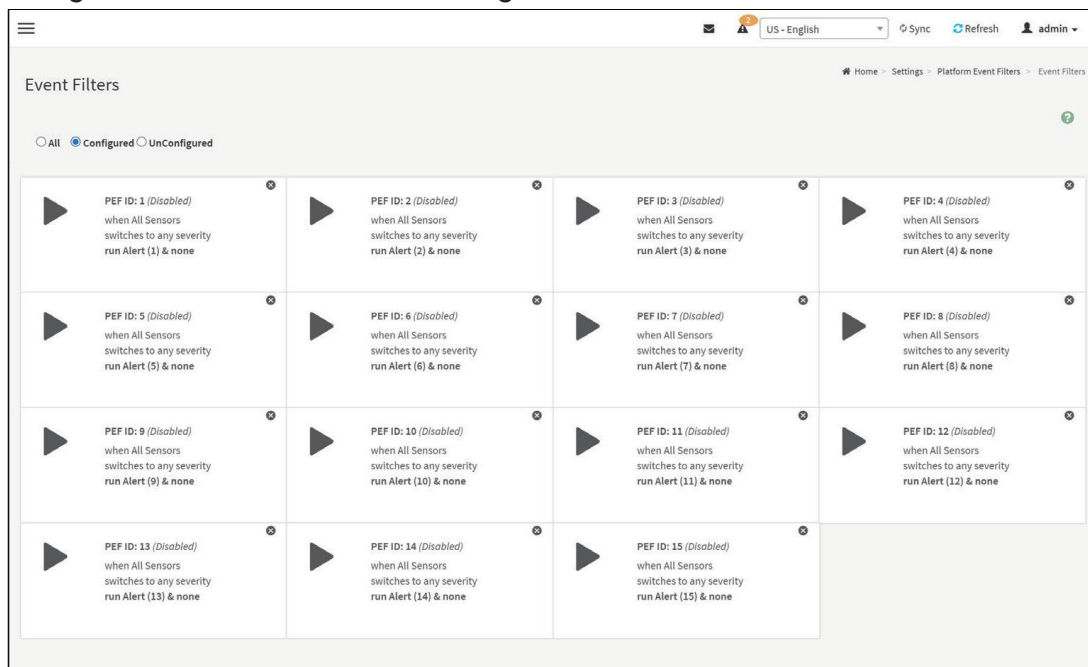 2
US - English
Sync
Refresh
admin
Event Filters
Home > Settings > Platform Event Filters > Event Filters
All Configured UnConfigured
PEF ID: 1 (Disabled)
when All Sensors
switches to any severity
run Alert (1) & none
PEF ID: 2 (Disabled)
when All Sensors
switches to any severity
run Alert (2) & none
PEF ID: 3 (Disabled)
when All Sensors
switches to any severity
run Alert (3) & none
PEF ID: 4 (Disabled)
when All Sensors
switches to any severity
run Alert (4) & none
PEF ID: 5 (Disabled)
when All Sensors
switches to any severity
run Alert (5) & none
PEF ID: 6 (Disabled)
when All Sensors
switches to any severity
run Alert (6) & none
PEF ID: 7 (Disabled)
when All Sensors
switches to any severity
run Alert (7) & none
PEF ID: 8 (Disabled)
when All Sensors
switches to any severity
run Alert (8) & none
PEF ID: 9 (Disabled)
when All Sensors
switches to any severity
run Alert (9) & none
PEF ID: 10 (Disabled)
when All Sensors
switches to any severity
run Alert (10) & none
PEF ID: 11 (Disabled)
when All Sensors
switches to any severity
run Alert (11) & none
PEF ID: 12 (Disabled)
when All Sensors
switches to any severity
run Alert (12) & none
PEF ID: 13 (Disabled)
when All Sensors
switches to any severity
run Alert (13) & none
PEF ID: 14 (Disabled)
when All Sensors
switches to any severity
run Alert (14) & none
PEF ID: 15 (Disabled)
when All Sensors
switches to any severity
run Alert (15) & none